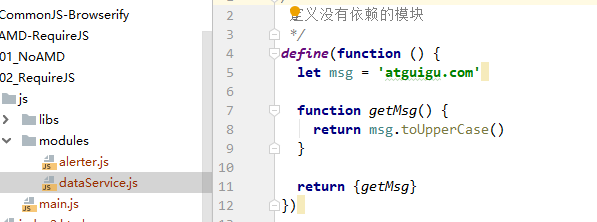 CommonJS-Browserify
AMD-RequireJS
01_NoAMD
02_RequireJS
js
libs
modules
alerter.js
dataService.js
main.js
2 定义没有依赖的模块
3 */
4 define(function () {
5 let msg = 'atguigu.com'
6
7 function getMsg() {
8 return msg.toUpperCase()
9 }
10
11 return {getMsg}
12 })